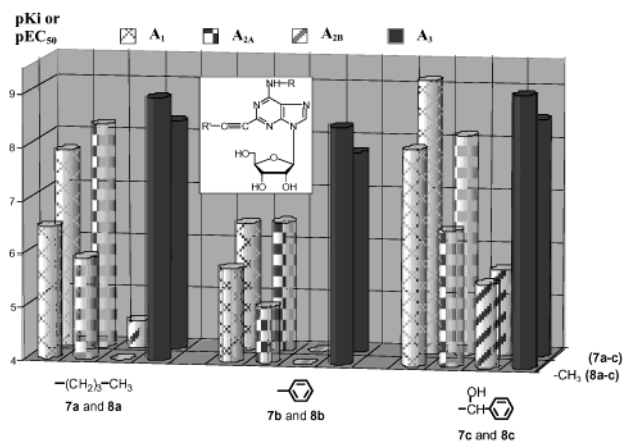 pKi or
pEC50
A1 A2A A2B A3
9
8
7
6
5
4
NH-R
N N
R'-C≡C N N
HO O
HO OH
(7a-c)
-CH3 (8a-c)
-(CH2)3-CH3
7a and 8a
7b and 8b
OH
-CH
7c and 8c